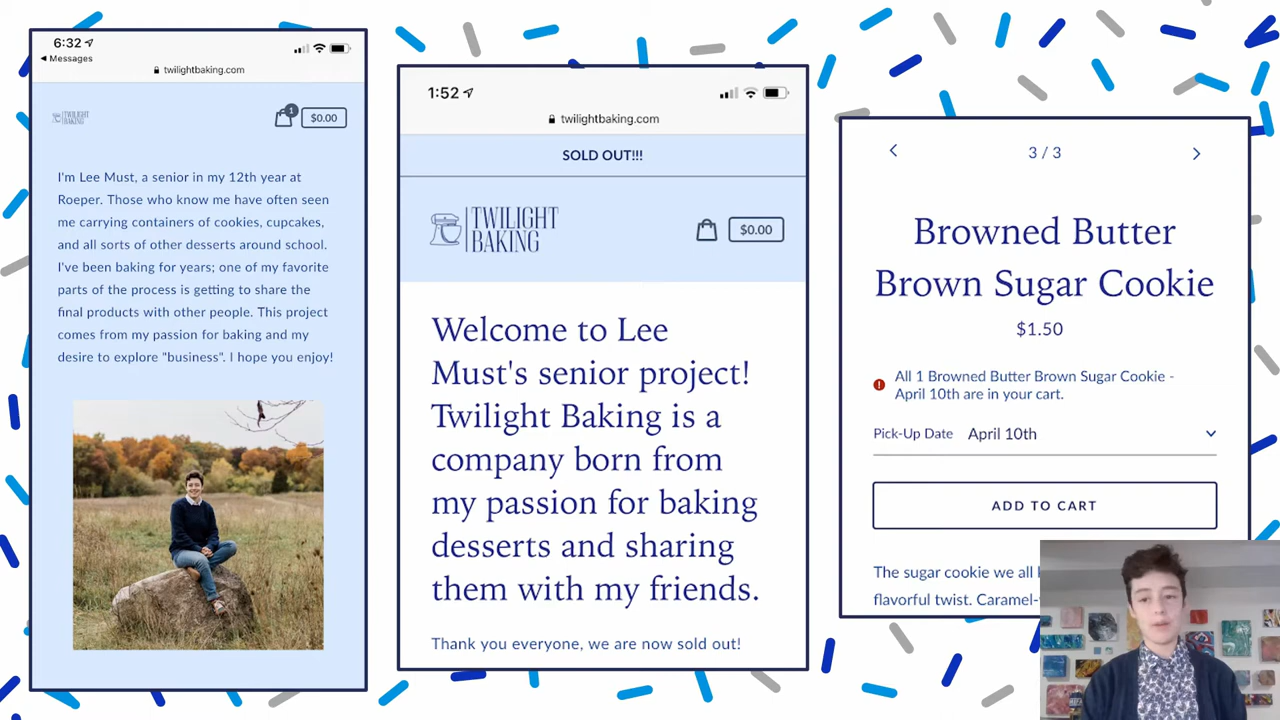 6:32
Messages
twilightbaking.com
TWILIGHT
BAKING
1
$0.00
I'm Lee Must, a senior in my 12th year at
Roeper. Those who know me have often seen
me carrying containers of cookies, cupcakes,
and all sorts of other desserts around school.
I've been baking for years; one of my favorite
parts of the process is getting to share the
final products with other people. This project
comes from my passion for baking and my
desire to explore "business". I hope you enjoy!
1:52
twilightbaking.com
SOLD OUT!!!
TWILIGHT
BAKING
$0.00
Welcome to Lee
Must's senior project!
Twilight Baking is a
company born from
my passion for baking
desserts and sharing
them with my friends.
Thank you everyone, we are now sold out!
3 / 3
Browned Butter
Brown Sugar Cookie
$1.50
All 1 Browned Butter Brown Sugar Cookie -
April 10th are in your cart.
Pick-Up Date April 10th
ADD TO CART
The sugar cookie we all
flavorful twist. Caramel-